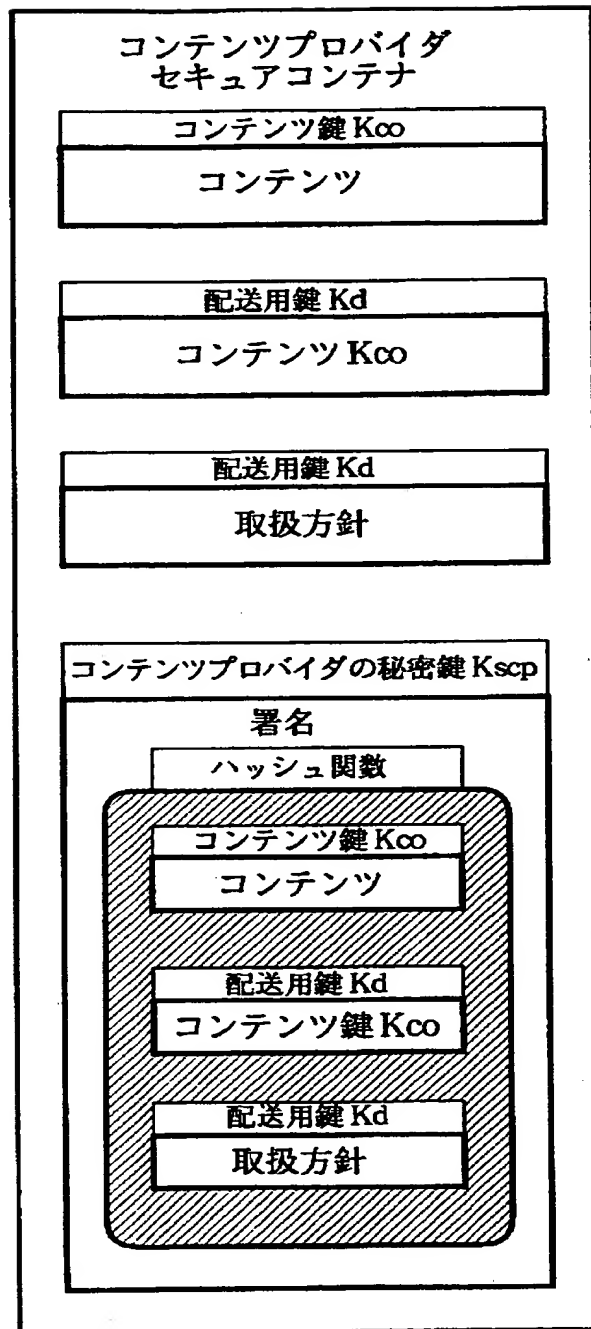 コンテンツプロバイダ
セキュアコンテナ
コンテンツ鍵 Kco
コンテンツ
配送用鍵 Kd
コンテンツ Kco
配送用鍵 Kd
取扱方針
コンテンツプロバイダの秘密鍵 Kscp
署名
ハッシュ関数
コンテンツ鍵 Kco
コンテンツ
配送用鍵 Kd
コンテンツ鍵 Kco
配送用鍵 Kd
取扱方針